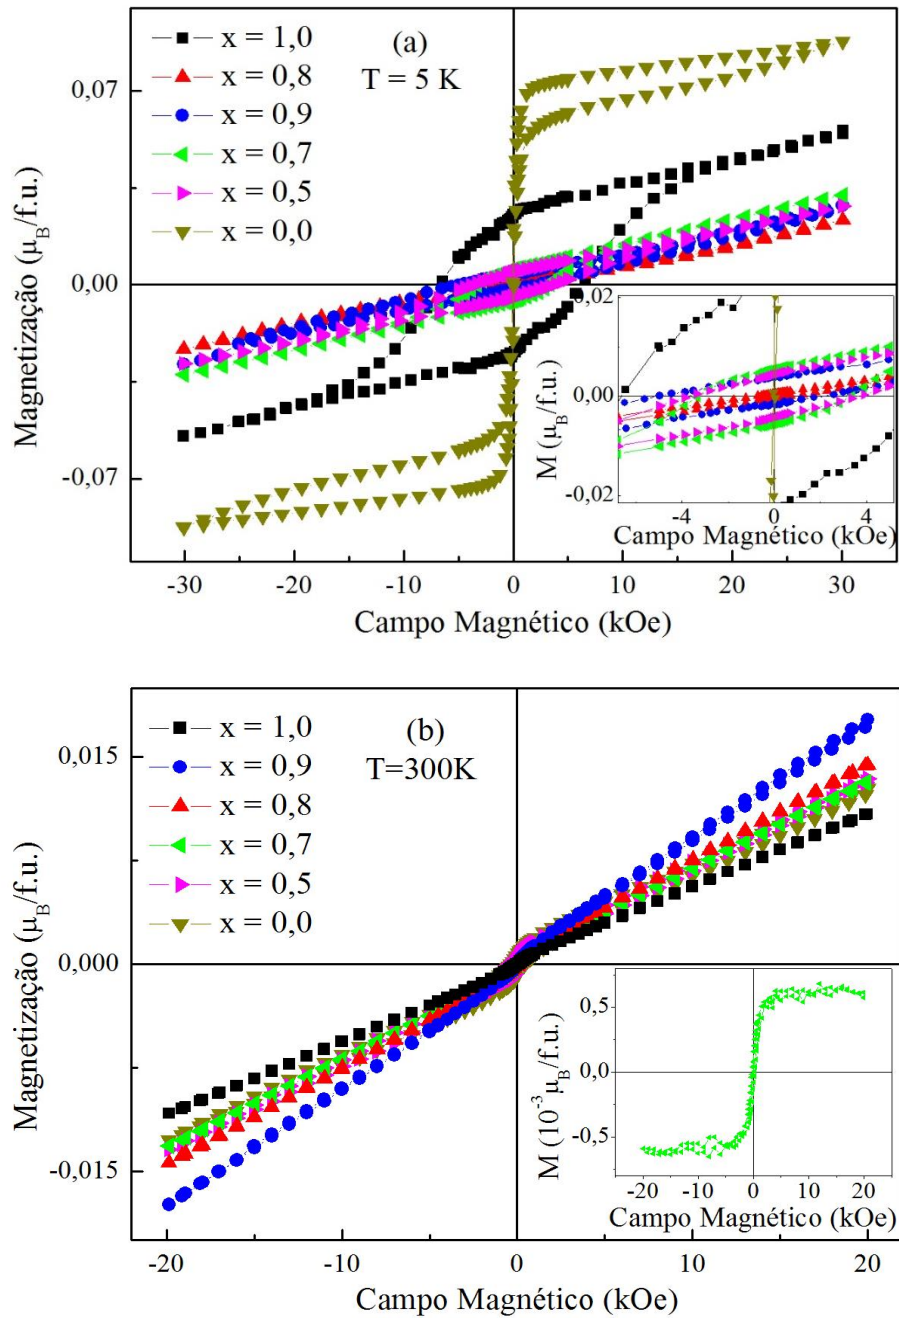 (a)
T = 5 K
x = 1,0
x = 0,8
x = 0,9
x = 0,7
x = 0,5
x = 0,0
0,07
0,00
-0,07
Magnetização (μB/f.u.)
-30 -20 -10 0 10 20 30
Campo Magnético (kOe)
0,02
0,00
-0,02
M (μB/f.u.)
-4 0 4
Campo Magnético (kOe)
(b)
T=300K
x = 1,0
x = 0,9
x = 0,8
x = 0,7
x = 0,5
x = 0,0
0,015
0,000
-0,015
Magnetização (μB/f.u.)
-20 -10 0 10 20
Campo Magnético (kOe)
0,5
0,0
-0,5
M (10⁻³μB/f.u.)
-20 -10 0 10 20
Campo Magnético (kOe)